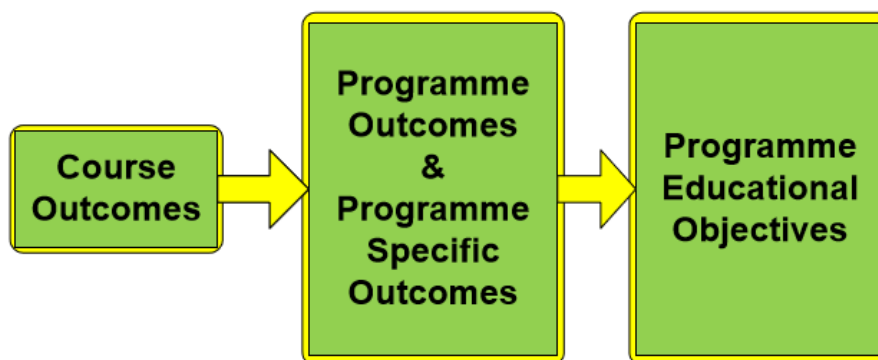 Course
Outcomes
Programme
Outcomes
&
Programme
Specific
Outcomes
Programme
Educational
Objectives